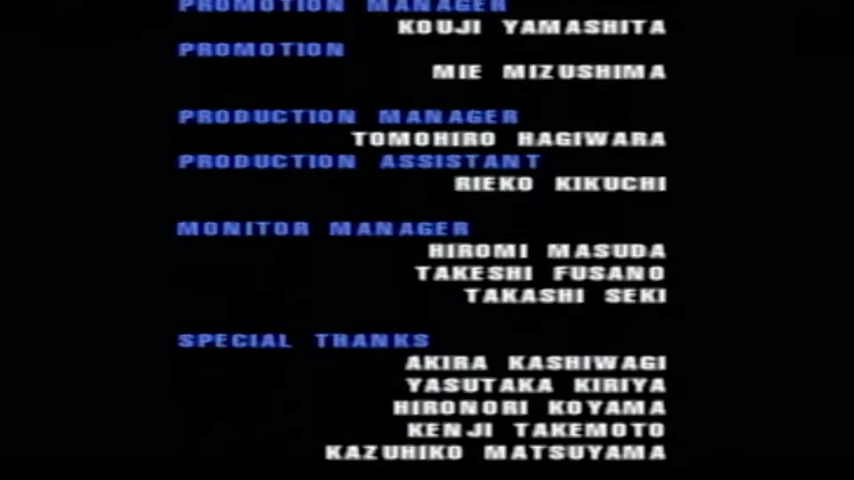 PROMOTION MANAGER
KOUJI YAMASHITA
PROMOTION
MIE MIZUSHIMA
PRODUCTION MANAGER
TOMOHIRO HAGIWARA
PRODUCTION ASSISTANT
RIEKO KIKUCHI
MONITOR MANAGER
HIROMI MASUDA
TAKESHI FUSANO
TAKASHI SEKI
SPECIAL THANKS
AKIRA KASHIWAGI
YASUTAKA KIRIYA
HIRONORI KOYAMA
KENJI TAKEMOTO
KAZUHIKO MATSUYAMA